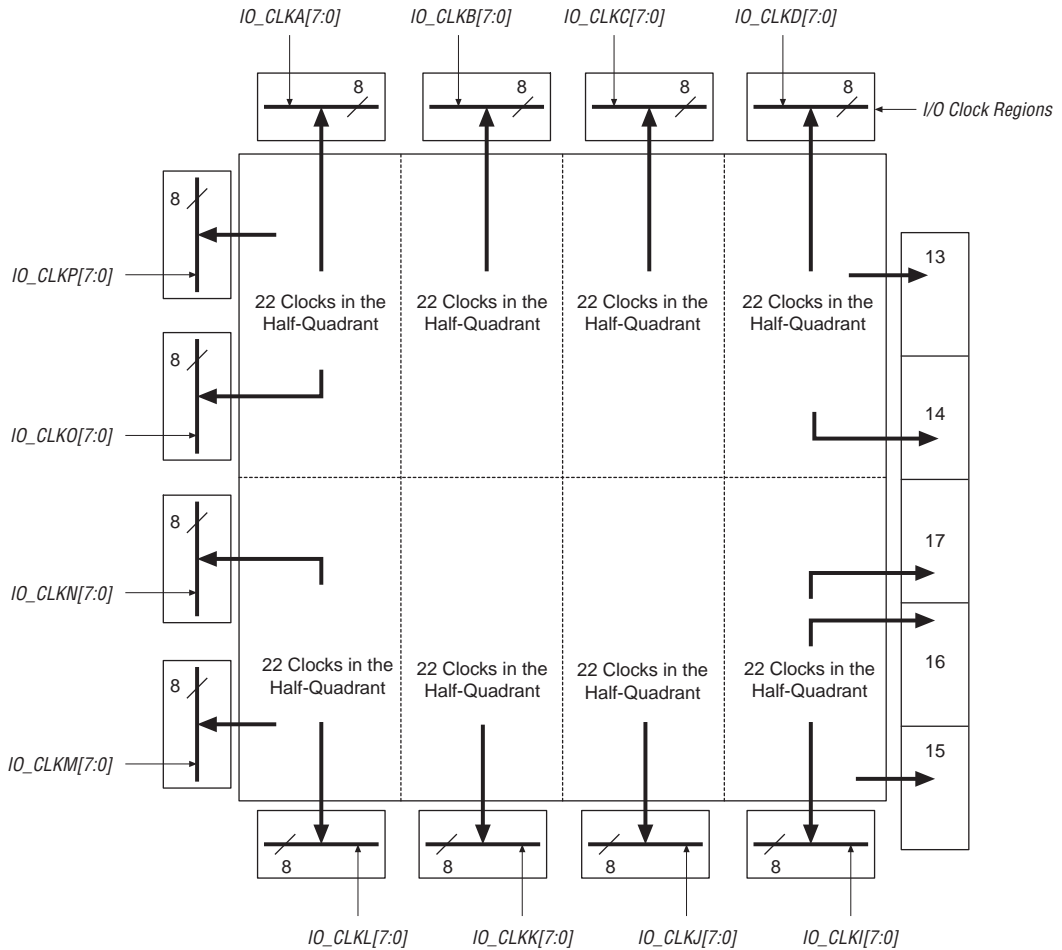 IO_CLKA[7:0]
IO_CLKB[7:0]
IO_CLKC[7:0]
IO_CLKD[7:0]
8
8
8
8
I/O Clock Regions
8
IO_CLKP[7:0]
13
22 Clocks in the
Half-Quadrant
22 Clocks in the
Half-Quadrant
22 Clocks in the
Half-Quadrant
22 Clocks in the
Half-Quadrant
8
IO_CLKO[7:0]
14
8
IO_CLKN[7:0]
17
22 Clocks in the
Half-Quadrant
22 Clocks in the
Half-Quadrant
22 Clocks in the
Half-Quadrant
22 Clocks in the
Half-Quadrant
16
8
IO_CLKM[7:0]
15
8
8
8
8
IO_CLKL[7:0]
IO_CLKK[7:0]
IO_CLKJ[7:0]
IO_CLKI[7:0]